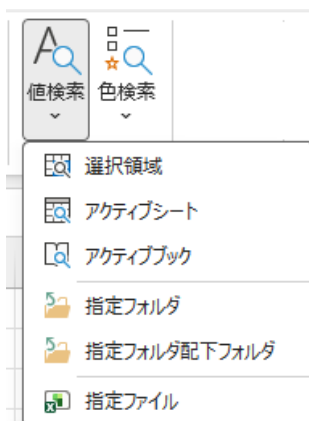 値検索 色検索
選択領域
アクティブシート
アクティブブック
指定フォルダ
指定フォルダ配下フォルダ
指定ファイル